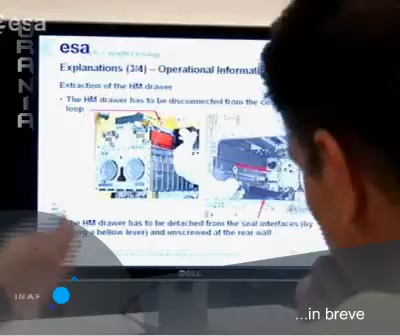 esa
URANIA
esa
Explanations (3/4) – Operational Informati
Extraction of the HM drawer
• The HM drawer has to be disconnected from the co
loop
he HM drawer has to be detached from the seal interfaces (by
ng a bellow lever) and unscrewed at the rear wall
DELL
INAF
...in breve